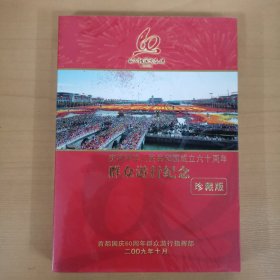 60
国成立六十周年
群众游行纪念
珍藏版
首都国庆60周年群众游行指挥部
二〇〇九年十月